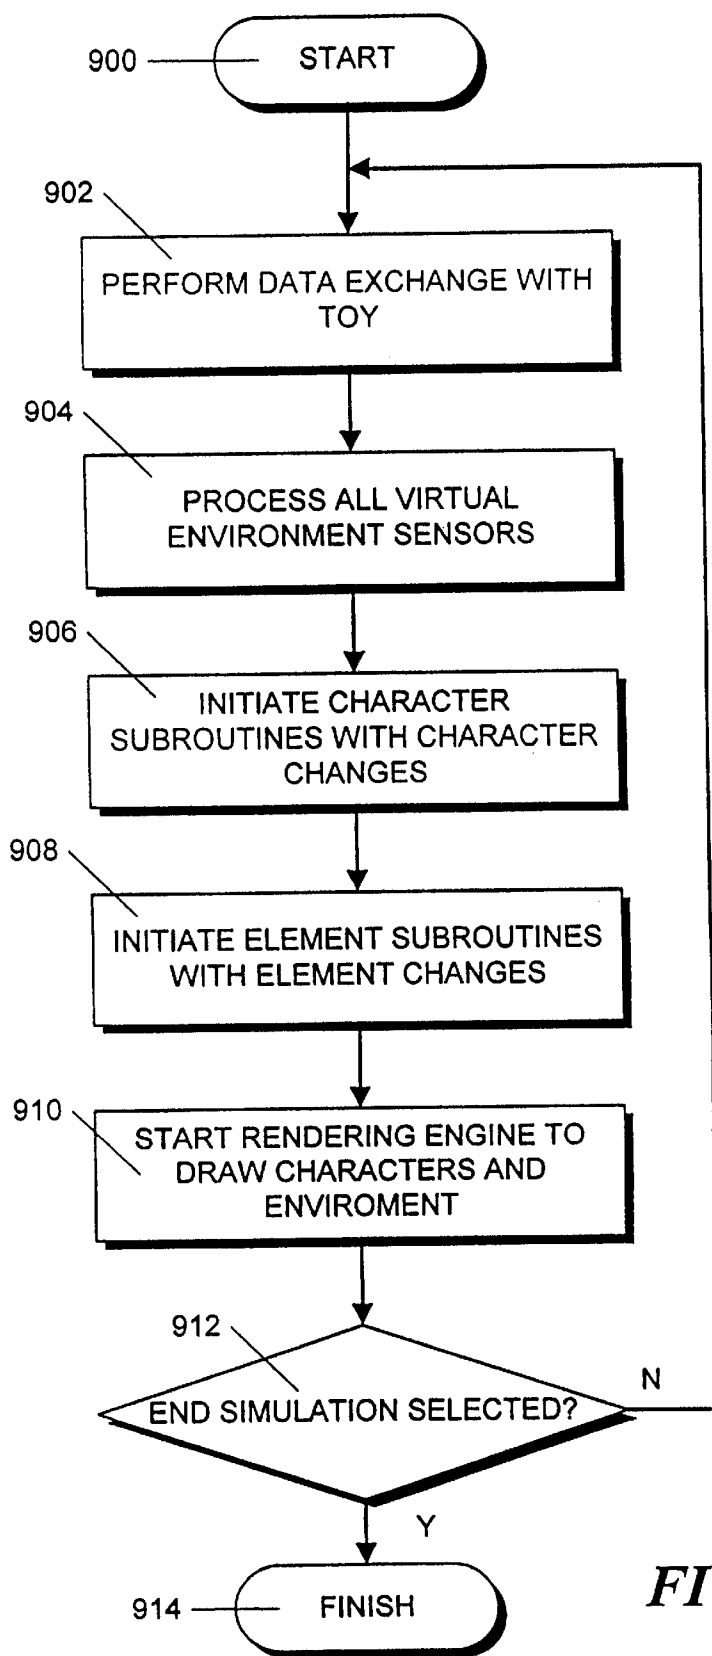 900
START
902
PERFORM DATA EXCHANGE WITH
TOY
904
PROCESS ALL VIRTUAL
ENVIRONMENT SENSORS
906
INITIATE CHARACTER
SUBROUTINES WITH CHARACTER
CHANGES
908
INITIATE ELEMENT SUBROUTINES
WITH ELEMENT CHANGES
910
START RENDERING ENGINE TO
DRAW CHARACTERS AND
ENVIROMENT
912
END SIMULATION SELECTED?
N
Y
914
FINISH
FI